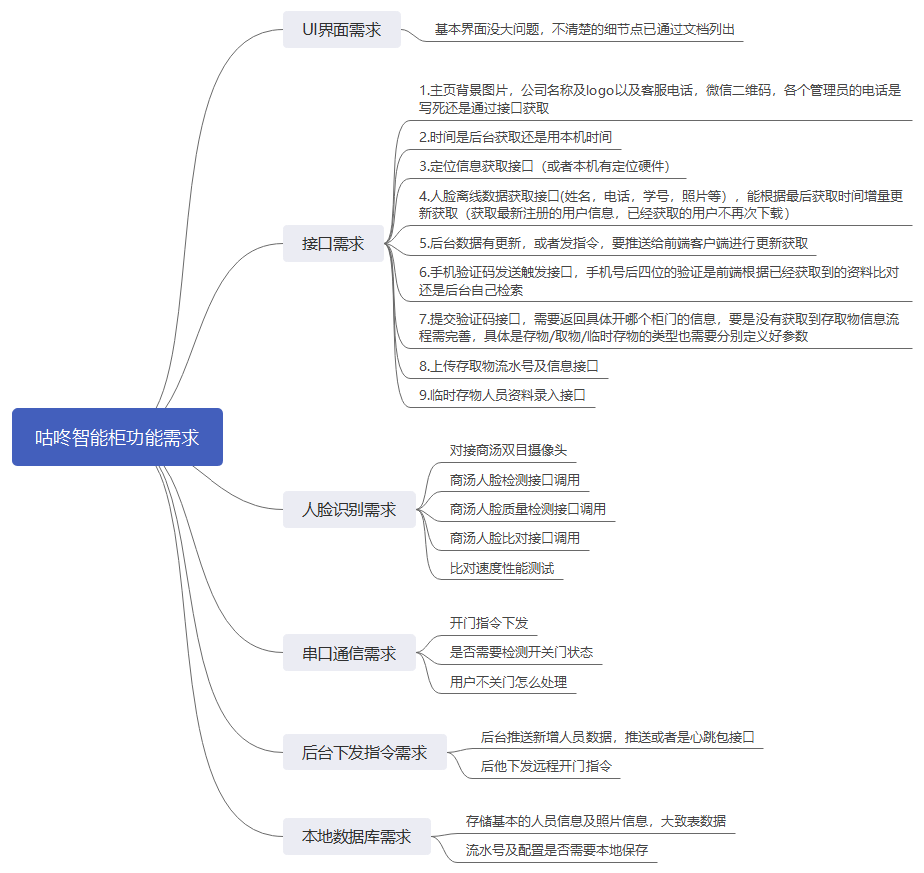 咕咚智能柜功能需求
UI界面需求
基本界面没大问题，不清楚的细节点已通过文档列出
接口需求
1.主页背景图片，公司名称及logo以及客服电话，微信二维码，各个管理员的电话是
写死还是通过接口获取
2.时间是后台获取还是用本机时间
3.定位信息获取接口（或者本机有定位硬件）
4.人脸离线数据获取接口(姓名，电话，学号，照片等），能根据最后获取时间增量更
新获取（获取最新注册的用户信息，已经获取的用户不再次下载）
5.后台数据有更新，或者发指令，要推送给前端客户端进行更新获取
6.手机验证码发送触发接口，手机号后四位的验证是前端根据已经获取到的资料比对
还是后台自己检索
7.提交验证码接口，需要返回具体开哪个柜门的信息，要是没有获取到存取物信息流
程需完善，具体是存物/取物/临时存物的类型也需要分别定义好参数
8.上传存取物流水号及信息接口
9.临时存物人员资料录入接口
人脸识别需求
对接商汤双目摄像头
商汤人脸检测接口调用
商汤人脸质量检测接口调用
商汤人脸比对接口调用
比对速度性能测试
串口通信需求
开门指令下发
是否需要检测开关门状态
用户不关门怎么处理
后台下发指令需求
后台推送新增人员数据，推送或者是心跳包接口
后他下发远程开门指令
本地数据库需求
存储基本的人员信息及照片信息，大致表数据
流水号及配置是否需要本地保存